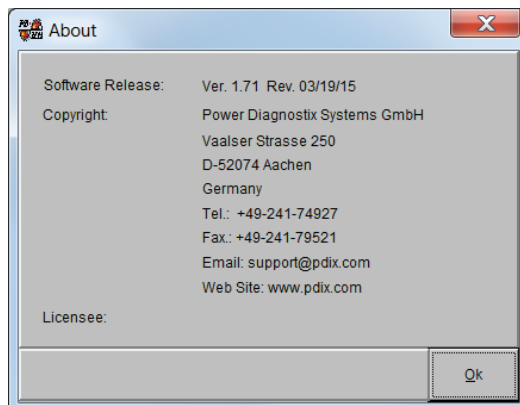 About
Software Release: Ver. 1.71 Rev. 03/19/15
Copyright: Power Diagnostix Systems GmbH
Vaalser Strasse 250
D-52074 Aachen
Germany
Tel.: +49-241-74927
Fax.: +49-241-79521
Email: support@pdix.com
Web Site: www.pdix.com
Licensee:
Ok